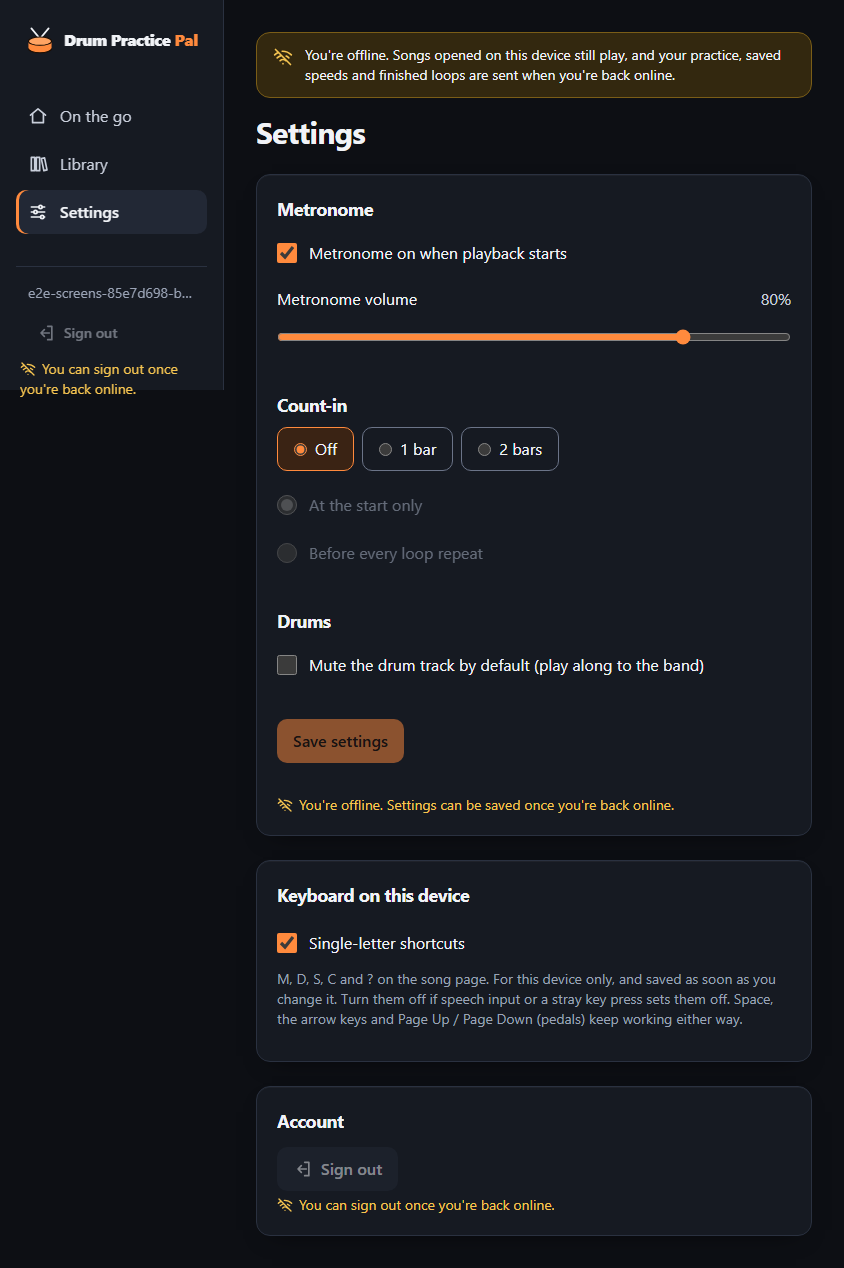 Drum Practice Pal
On the go
Library
Settings
e2e-screens-85e7d698-b...
Sign out
You can sign out once
you're back online.
You're offline. Songs opened on this device still play, and your practice, saved
speeds and finished loops are sent when you're back online.
Settings
Metronome
Metronome on when playback starts
Metronome volume 80%
Count-in
Off 1 bar 2 bars
At the start only
Before every loop repeat
Drums
Mute the drum track by default (play along to the band)
Save settings
You're offline. Settings can be saved once you're back online.
Keyboard on this device
Single-letter shortcuts
M, D, S, C and ? on the song page. For this device only, and saved as soon as you
change it. Turn them off if speech input or a stray key press sets them off. Space,
the arrow keys and Page Up / Page Down (pedals) keep working either way.
Account
Sign out
You can sign out once you're back online.